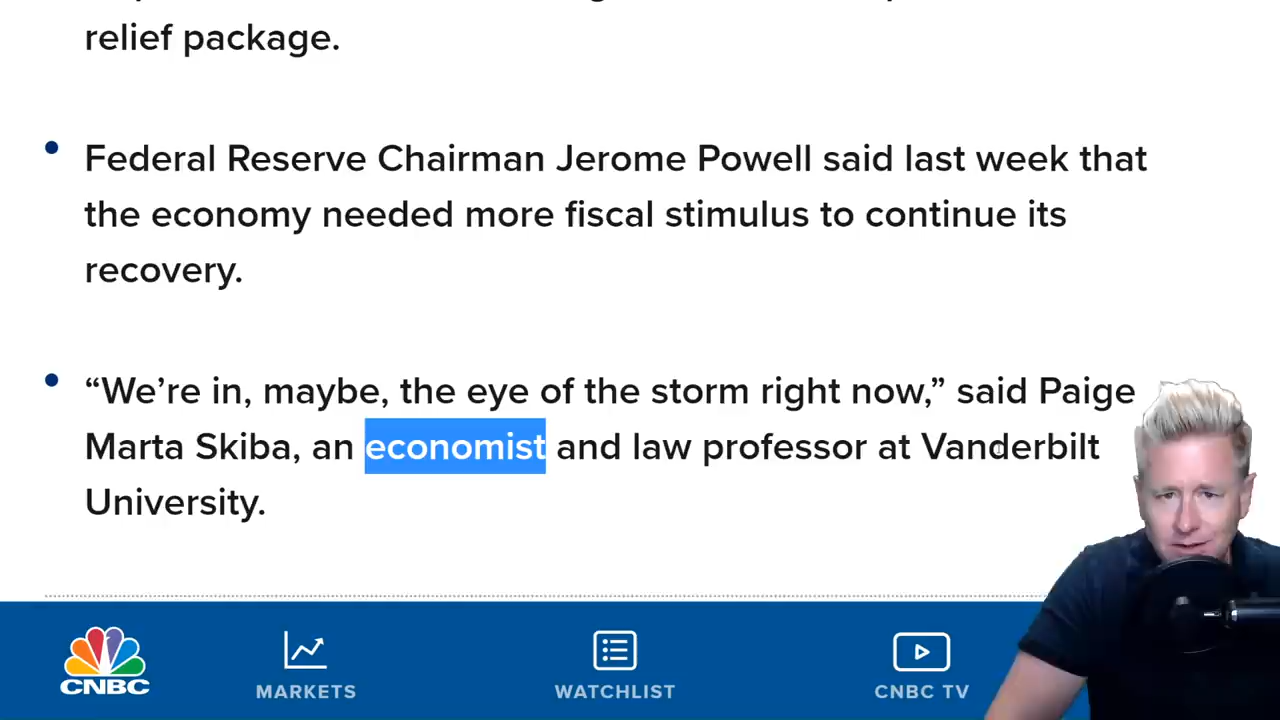 relief package.
Federal Reserve Chairman Jerome Powell said last week that
the economy needed more fiscal stimulus to continue its
recovery.
“We’re in, maybe, the eye of the storm right now,” said Paige
Marta Skiba, an economist and law professor at Vanderbilt
University.
CNBC
MARKETS
WATCHLIST
CNBC TV